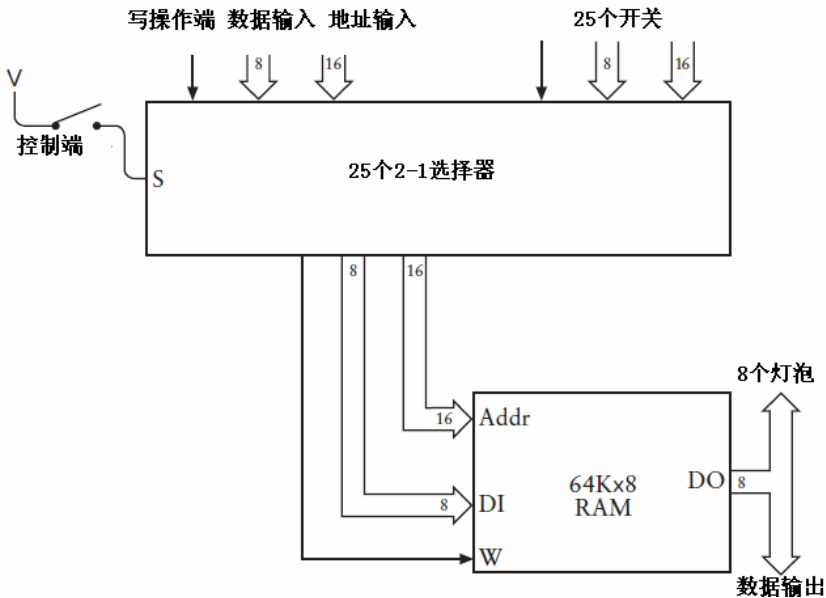 写操作端 数据输入 地址输入
25个开关
8
16
8
16
V
控制端
S
25个2-1选择器
8
16
8个灯泡
16
Addr
64Kx8
RAM
DO
8
8
DI
W
数据输出